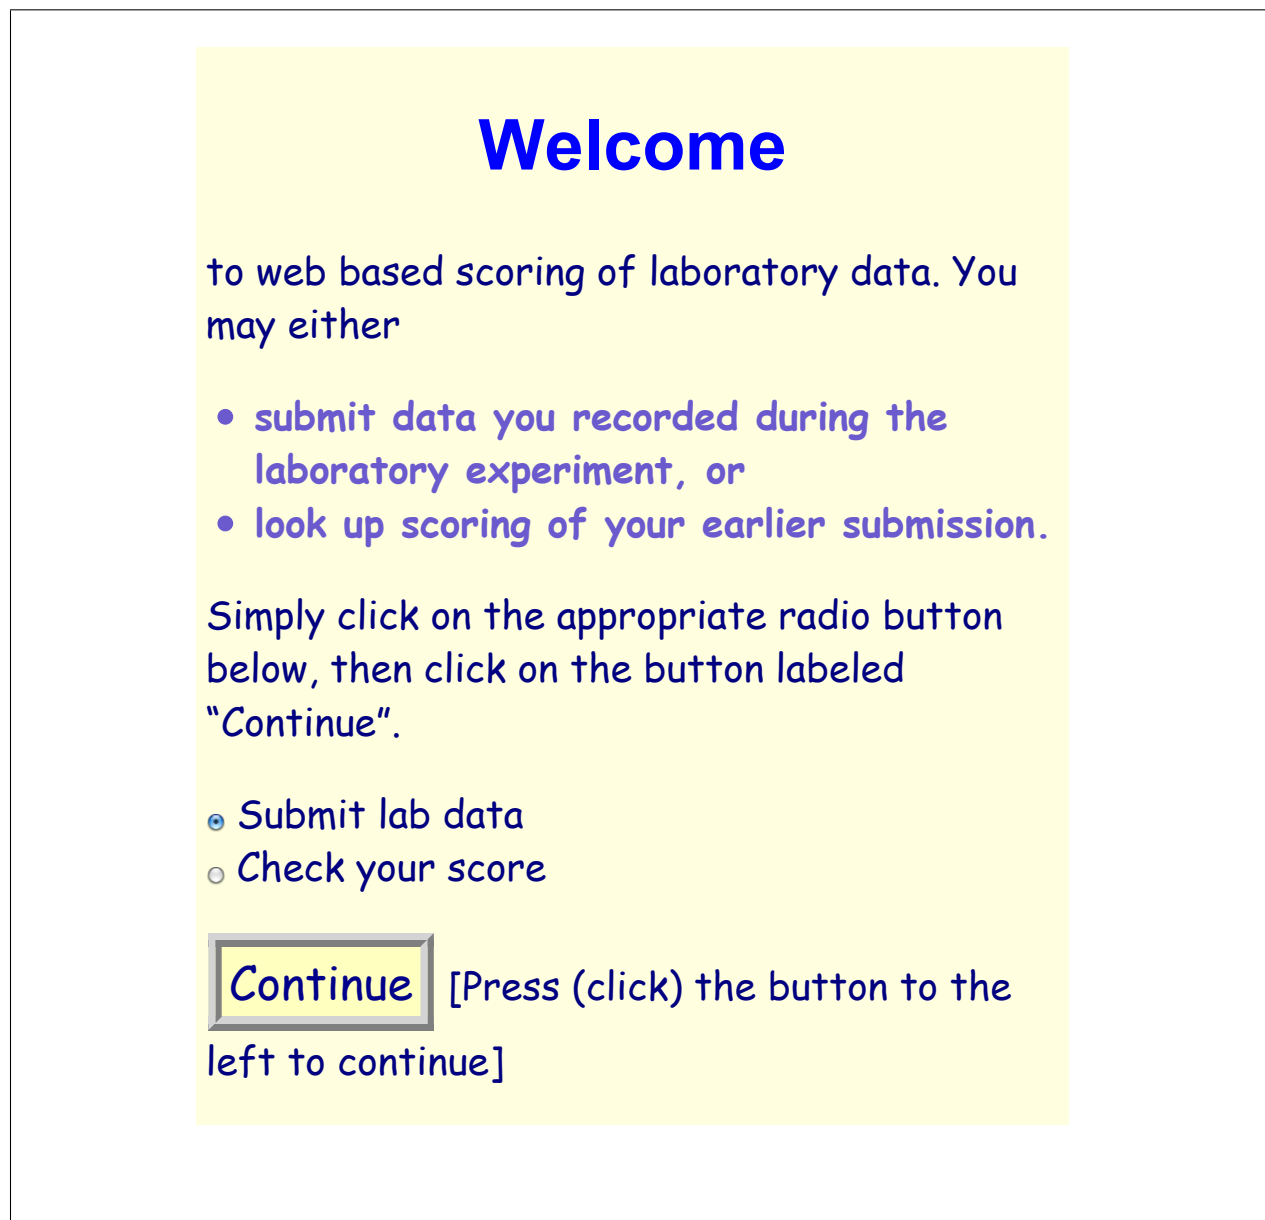 Welcome
to web based scoring of laboratory data. You
may either
• submit data you recorded during the
laboratory experiment, or
• look up scoring of your earlier submission.
Simply click on the appropriate radio button
below, then click on the button labeled
“Continue”.
Submit lab data
Check your score
Continue [Press (click) the button to the
left to continue]